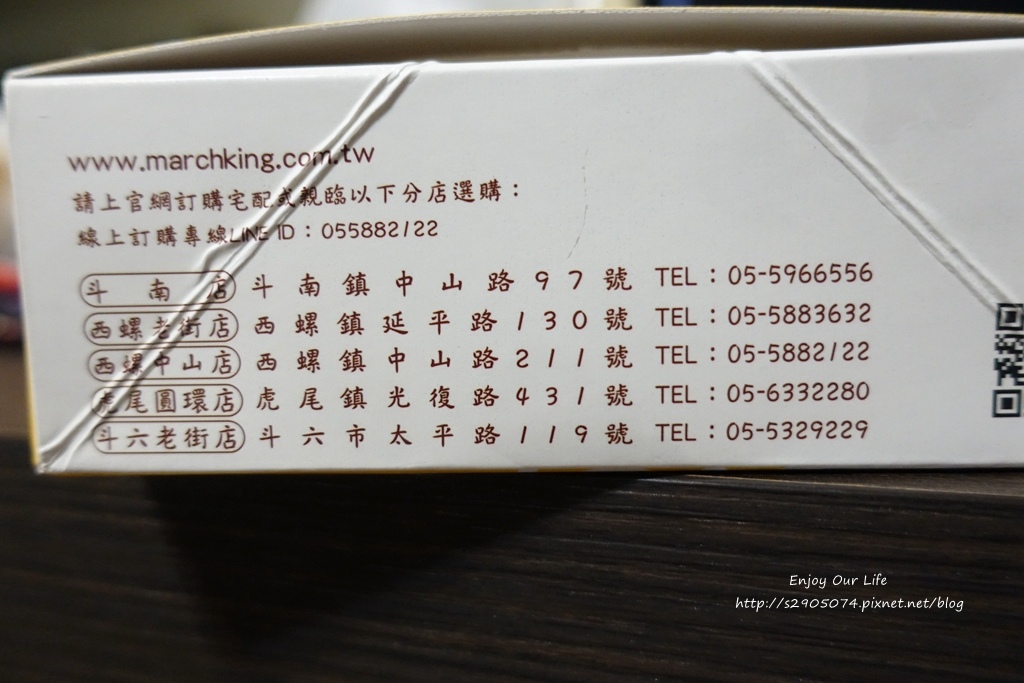 www.marchking.com.tw
請上官網訂購宅配或親臨以下分店選購：
線上訂購專線LINE ID：055882122
斗南店 斗南鎮中山路97號 TEL：05-5966556
西螺老街店 西螺鎮延平路130號 TEL：05-5883632
西螺中山店 西螺鎮中山路211號 TEL：05-5882122
虎尾圓環店 虎尾鎮光復路431號 TEL：05-6332280
斗六老街店 斗六市太平路119號 TEL：05-5329229
Enjoy Our Life
http://s2905074.pixnet.net/blog